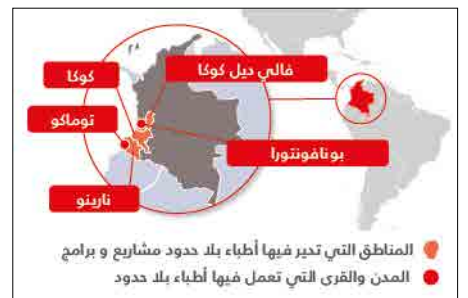 كوكا
فالي ديل كوكا
توماكو
بونافونتورا
نارينو
المناطق التي تدير فيها أطباء بلا حدود مشاريع و برامج
المدن والقرى التي تعمل فيها أطباء بلا حدود